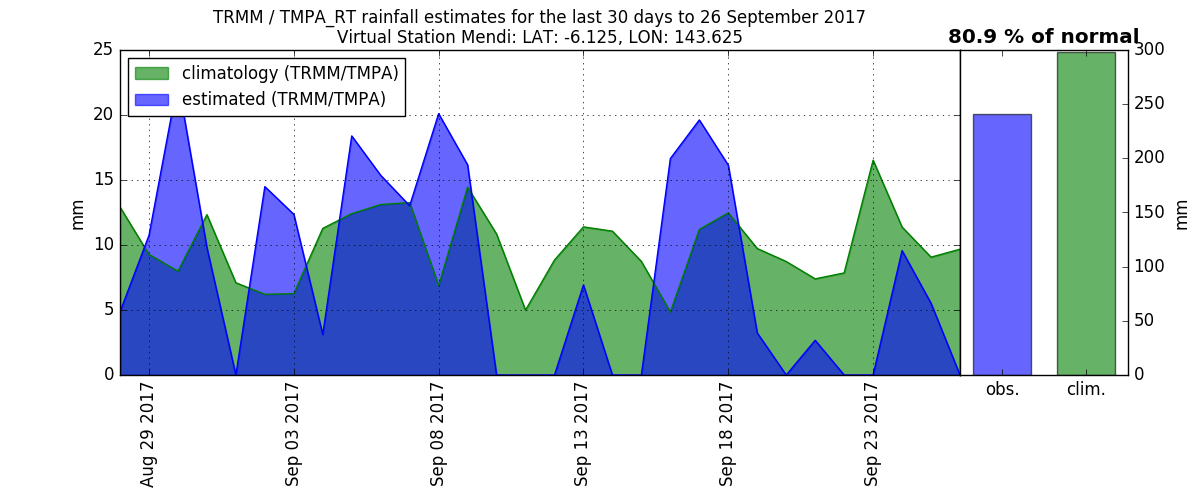 TRMM / TMPA_RT rainfall estimates for the last 30 days to 26 September 2017
Virtual Station Mendi: LAT: -6.125, LON: 143.625
80.9 % of normal
climatology (TRMM/TMPA)
estimated (TRMM/TMPA)
25
20
15
10
5
0
mm
Aug 29 2017
Sep 03 2017
Sep 08 2017
Sep 13 2017
Sep 18 2017
Sep 23 2017
obs.
clim.
300
250
200
150
100
50
0
mm